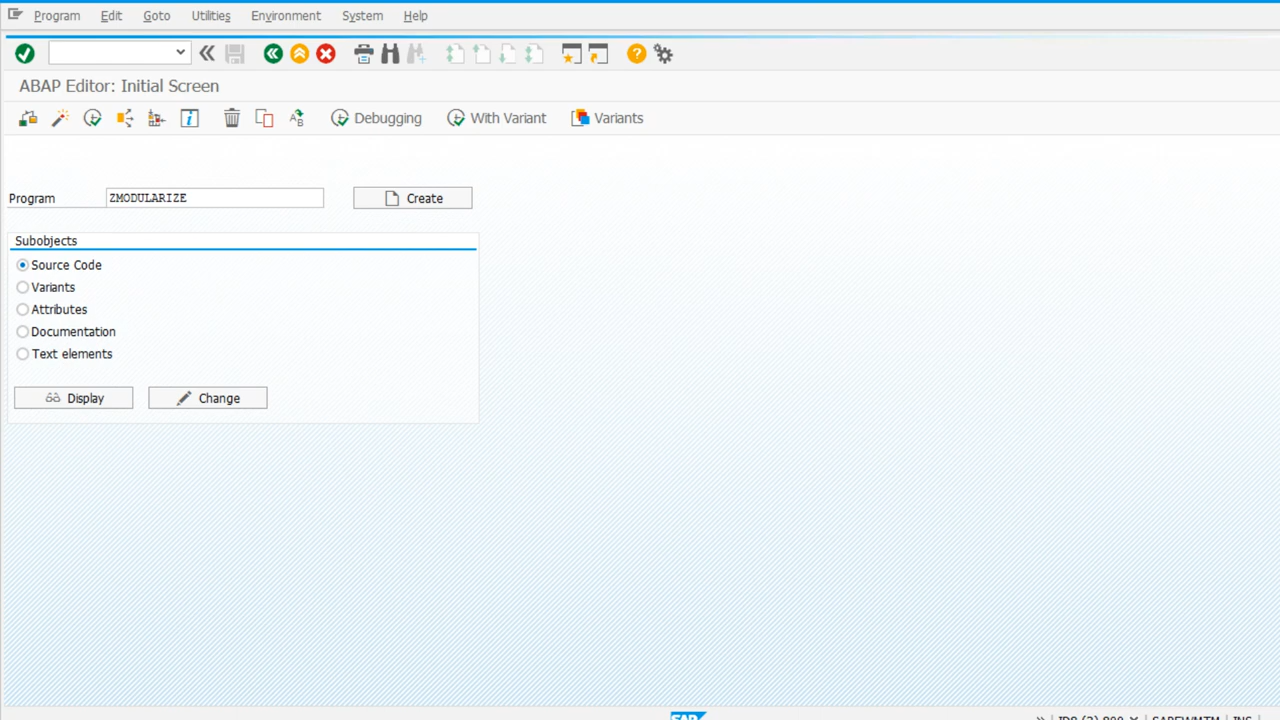 Program Edit Goto Utilities Environment System Help
ABAP Editor: Initial Screen
Debugging With Variant Variants
Program ZMODULARIZE Create
Subobjects
Source Code
Variants
Attributes
Documentation
Text elements
Display Change